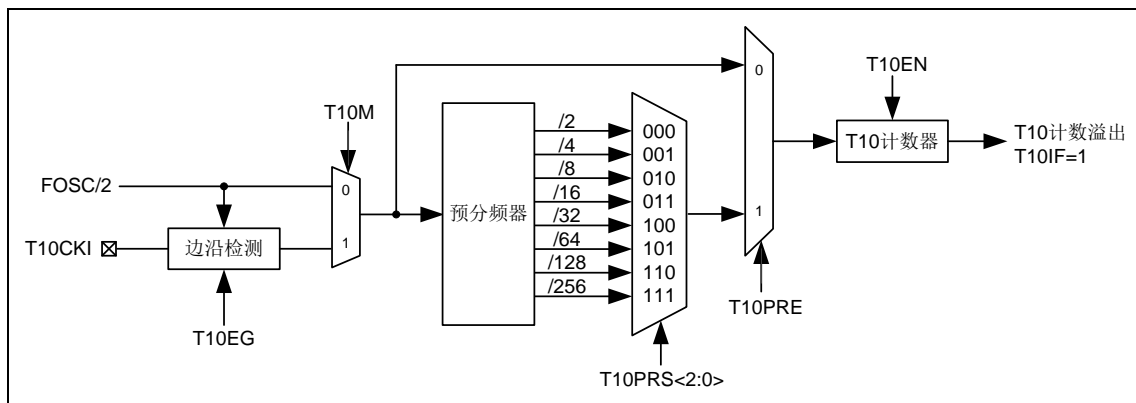 T10EN
0
T10M
/2
000
T10计数器
T10计数溢出
T10IF=1
/4
001
/8
010
FOSC/2
0
/16
011
预分频器
/32
100
1
T10CKI
边沿检测
1
/64
101
/128
110
/256
111
T10PRE
T10EG
T10PRS<2:0>